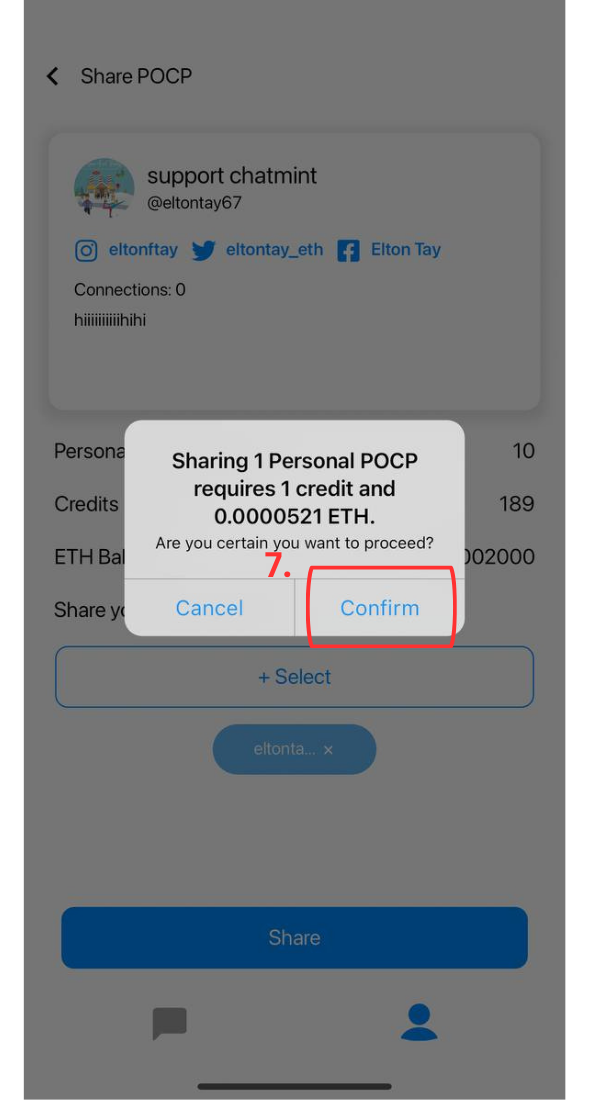 Share POCP
support chatmint
@eltontay67
eltonftay eltontay_eth Elton Tay
Connections: 0
hiiiiiiiiiihihi
Persona 10
Sharing 1 Personal POCP
requires 1 credit and
0.0000521 ETH.
Credits 189
Are you certain you want to proceed?
ETH Bal 002000
7.
Share yo
Cancel Confirm
+ Select
eltonta... ×
Share